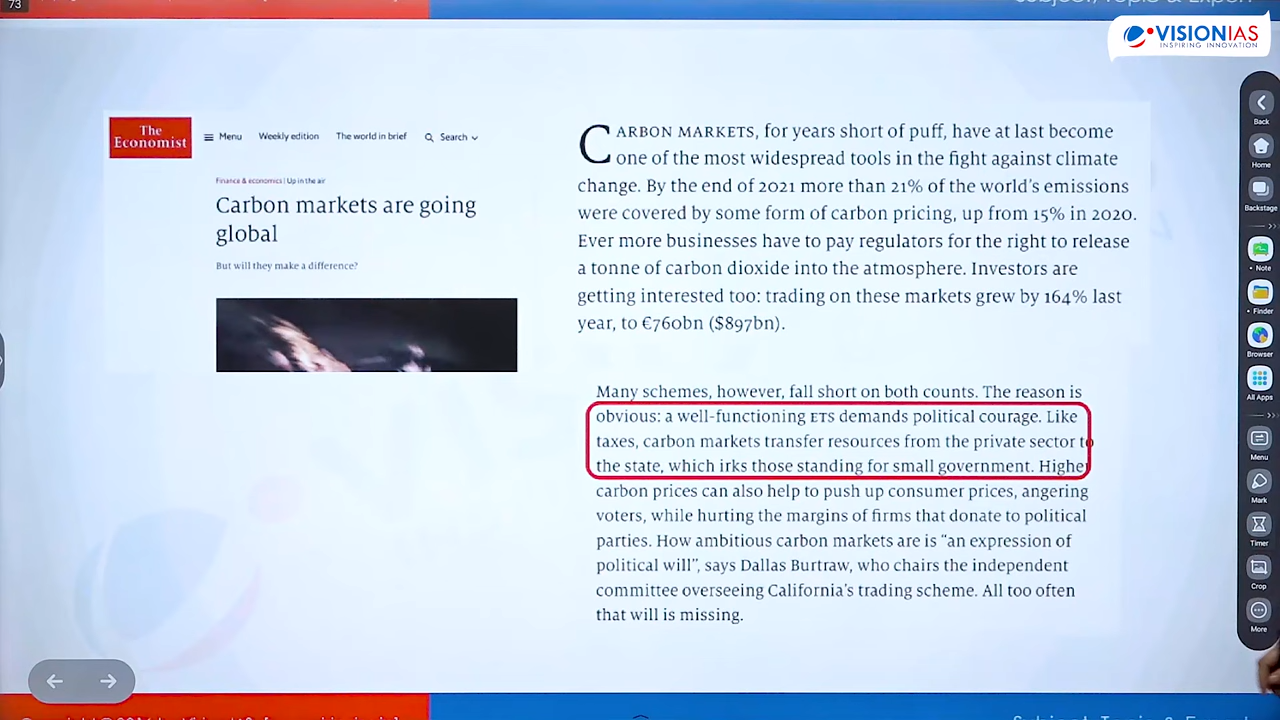 73
VISIONIAS
INSPIRING INNOVATION
The
Economist
Menu
Weekly edition
The world in brief
Search
Finance & economics | Up in the air
Carbon markets are going
global
But will they make a difference?
CARBON MARKETS, for years short of puff, have at last become
one of the most widespread tools in the fight against climate
change. By the end of 2021 more than 21% of the world's emissions
were covered by some form of carbon pricing, up from 15% in 2020.
Ever more businesses have to pay regulators for the right to release
a tonne of carbon dioxide into the atmosphere. Investors are
getting interested too: trading on these markets grew by 164% last
year, to €760bn ($897bn).
Many schemes, however, fall short on both counts. The reason is
obvious: a well-functioning ETS demands political courage. Like
taxes, carbon markets transfer resources from the private sector to
the state, which irks those standing for small government. Higher
carbon prices can also help to push up consumer prices, angering
voters, while hurting the margins of firms that donate to political
parties. How ambitious carbon markets are is “an expression of
political will”, says Dallas Burtraw, who chairs the independent
committee overseeing California's trading scheme. All too often
that will is missing.
Back
Home
Backstage
• Note
• Finder
Browser
All Apps
Menu
Mark
Timer
Crop
More